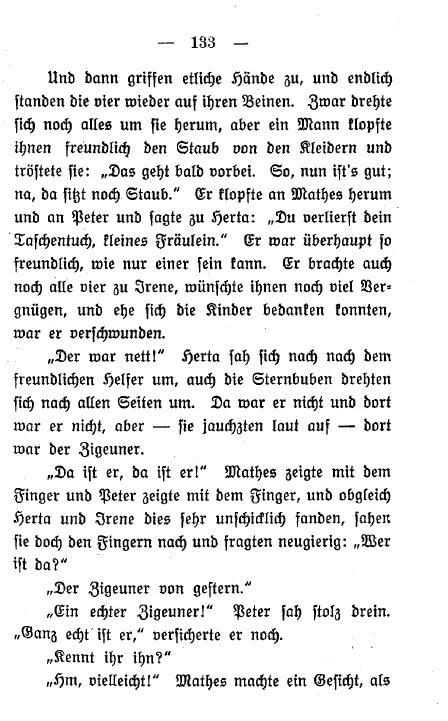 — 133 —
Und dann griffen etliche Hände zu, und endlich
standen die vier wieder auf ihren Beinen. Zwar drehte
sich noch alles um sie herum, aber ein Mann klopfte
ihnen freundlich den Staub von den Kleidern und
tröstete sie: „Das geht bald vorbei. So, nun ist's gut;
na, da sitzt noch Staub.“ Er klopfte an Mathes herum
und an Peter und sagte zu Herta: „Du verlierst dein
Taschentuch, kleines Fräulein.“ Er war überhaupt so
freundlich, wie nur einer sein kann. Er brachte auch
noch alle vier zu Irene, wünschte ihnen noch viel Ver⸗
gnügen, und ehe sich die Kinder bedanken konnten,
war er verschwunden.
„Der war nett!“ Herta sah sich nach nach dem
freundlichen Helfer um, auch die Sternbuben drehten
sich nach allen Seiten um. Da war er nicht und dort
war er nicht, aber — sie jauchzten laut auf — dort
war der Zigeuner.
„Da ist er, da ist er!“ Mathes zeigte mit dem
Finger und Peter zeigte mit dem Finger, und obgleich
Herta und Irene dies sehr unschicklich fanden, sahen
sie doch den Fingern nach und fragten neugierig: „Wer
ist da?“
„Der Zigeuner von gestern.“
„Ein echter Zigeuner!“ Peter sah stolz drein.
„Ganz echt ist er,“ versicherte er noch.
„Kennt ihr ihn?“
„Hm, vielleicht!“ Mathes machte ein Gesicht, als